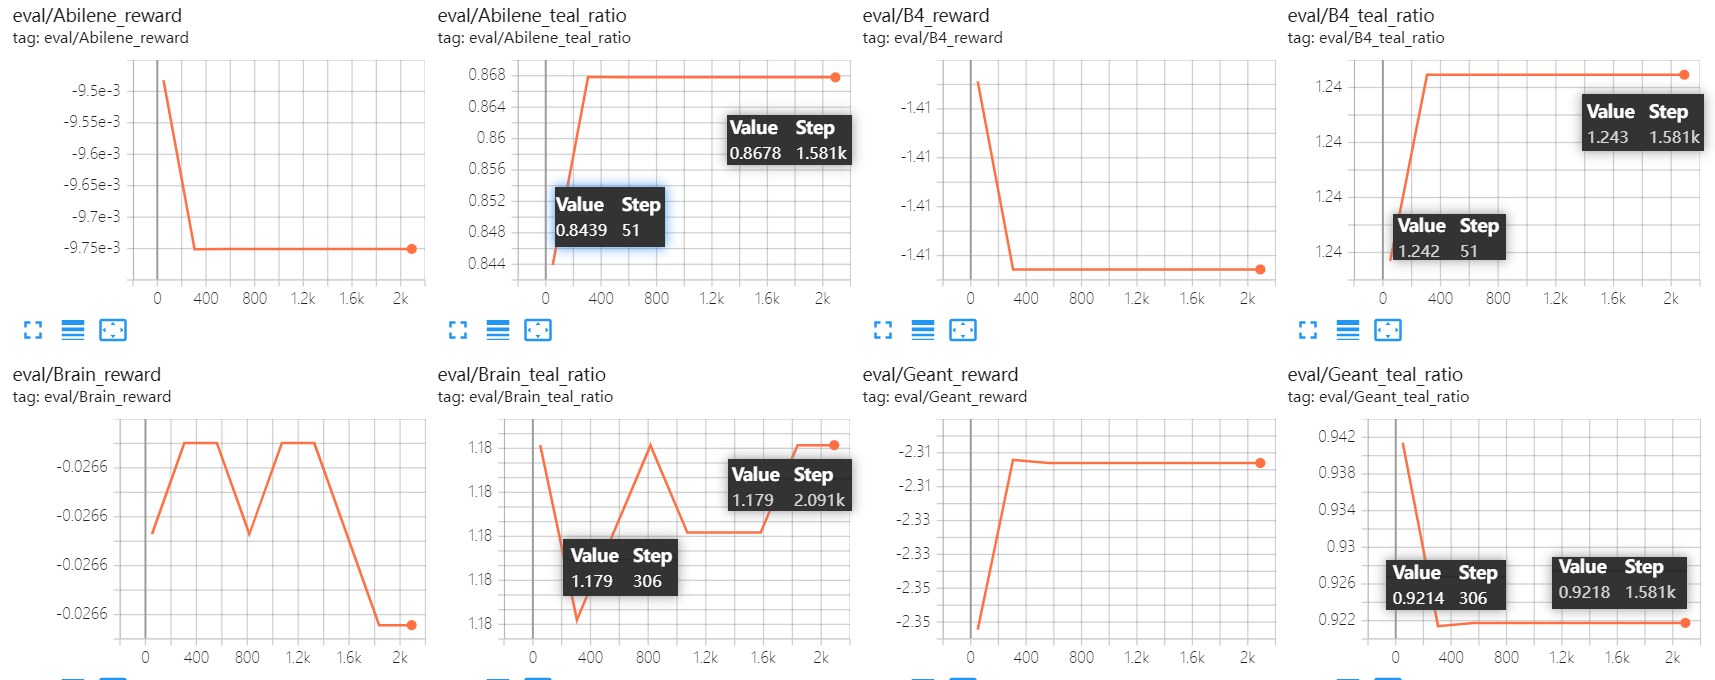 eval/Abilene_reward
tag: eval/Abilene_reward
-9.5e-3
-9.55e-3
-9.6e-3
-9.65e-3
-9.7e-3
-9.75e-3
0 400 800 1.2k 1.6k 2k
eval/Abilene_teal_ratio
tag: eval/Abilene_teal_ratio
0.868
0.864
0.86
0.856
0.852
0.848
0.844
Value Step
0.8678 1.581k
Value Step
0.8439 51
0 400 800 1.2k 1.6k 2k
eval/B4_reward
tag: eval/B4_reward
-1.41
-1.41
-1.41
-1.41
0 400 800 1.2k 1.6k 2k
eval/B4_teal_ratio
tag: eval/B4_teal_ratio
1.24
1.24
1.24
1.24
Value Step
1.243 1.581k
Value Step
1.242 51
0 400 800 1.2k 1.6k 2k
eval/Brain_reward
tag: eval/Brain_reward
-0.0266
-0.0266
-0.0266
-0.0266
0 400 800 1.2k 1.6k 2k
eval/Brain_teal_ratio
tag: eval/Brain_teal_ratio
1.18
1.18
1.18
1.18
1.18
Value Step
1.179 2.091k
Value Step
1.179 306
0 400 800 1.2k 1.6k 2k
eval/Geant_reward
tag: eval/Geant_reward
-2.31
-2.31
-2.33
-2.33
-2.35
-2.35
0 400 800 1.2k 1.6k 2k
eval/Geant_teal_ratio
tag: eval/Geant_teal_ratio
0.942
0.938
0.934
0.93
0.926
0.922
Value Step
0.9214 306
Value Step
0.9218 1.581k
0 400 800 1.2k 1.6k 2k